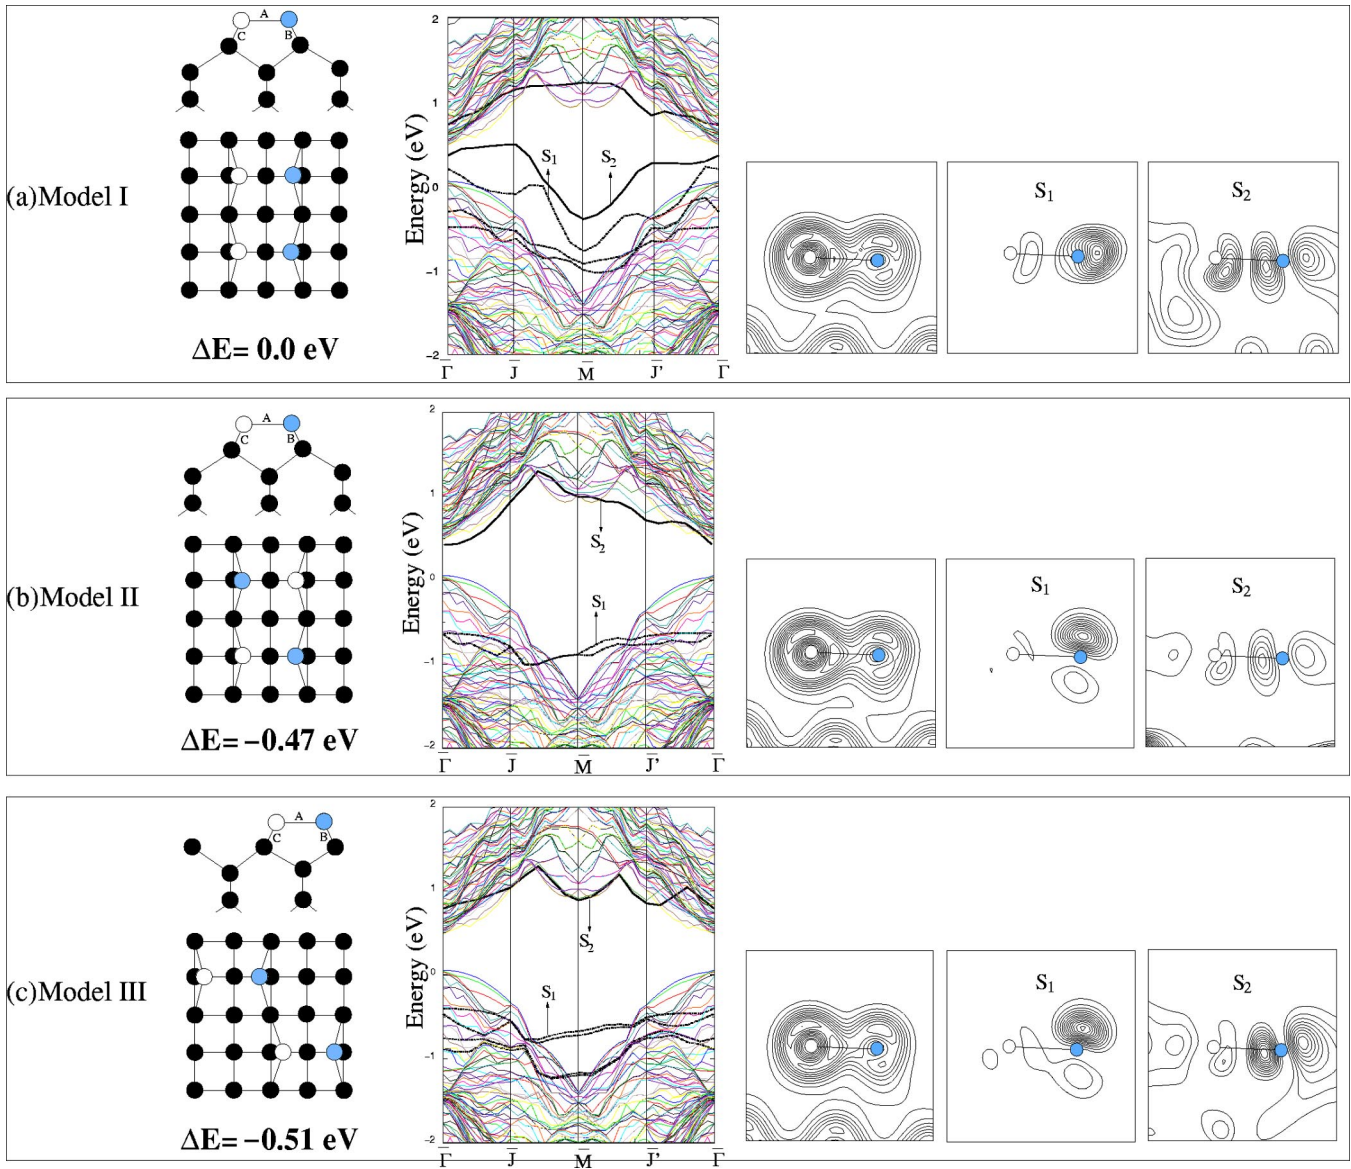 (a)Model I
A
C
B
ΔE= 0.0 eV
Energy (eV)
2
1
0
−1
−2
S1
S2
Γ̅ J̅ M̅ J̅' Γ̅
S1
S2
(b)Model II
A
C
B
ΔE= −0.47 eV
Energy (eV)
2
1
0
−1
−2
S2
S1
Γ̅ J̅ M̅ J̅' Γ̅
S1
S2
(c)Model III
A
C
B
ΔE= −0.51 eV
Energy (eV)
2
1
0
−1
−2
S2
S1
Γ̅ J̅ M̅ J̅' Γ̅
S1
S2